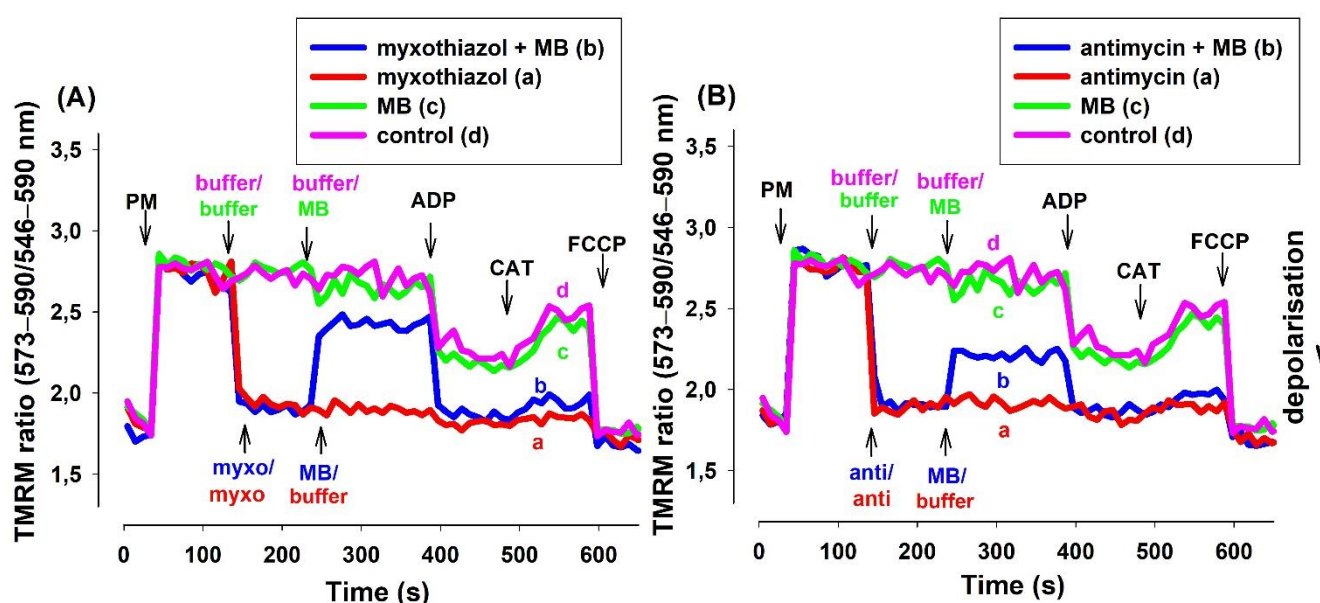 myxothiazol + MB (b)
myxothiazol (a)
MB (c)
control (d)
(A)
TMRM ratio (573–590/546–590 nm)
3,5
3,0
2,5
2,0
1,5
PM
buffer/
buffer
buffer/
MB
ADP
CAT
FCCP
d
c
b
a
myxo/
myxo
MB/
buffer
0 100 200 300 400 500 600
Time (s)
antimycin + MB (b)
antimycin (a)
MB (c)
control (d)
(B)
TMRM ratio (573–590/546–590 nm)
3,5
3,0
2,5
2,0
1,5
PM
buffer/
buffer
buffer/
MB
ADP
CAT
FCCP
d
c
b
a
anti/
anti
MB/
buffer
0 100 200 300 400 500 600
Time (s)
depolarisation